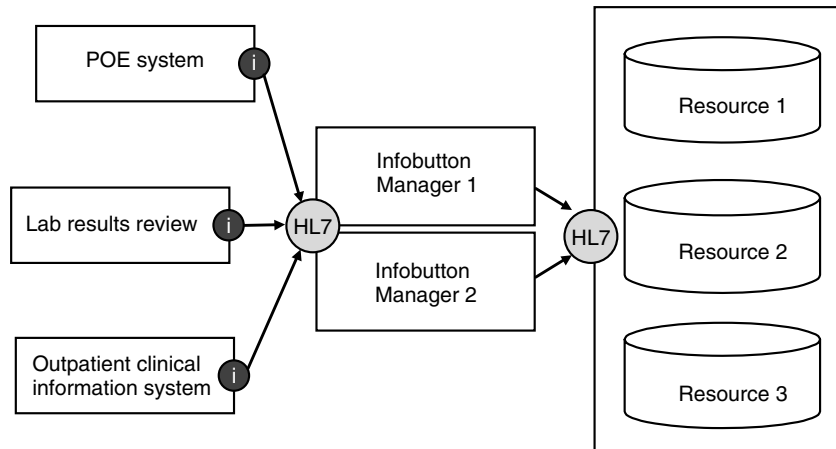 POE system
i
Lab results review
i
Outpatient clinical
information system
i
HL7
Infobutton
Manager 1
Infobutton
Manager 2
HL7
Resource 1
Resource 2
Resource 3